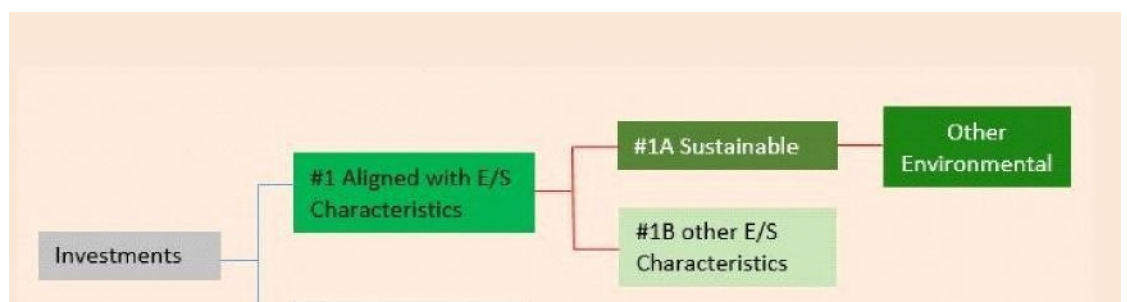 Other
Environmental
#1A Sustainable
#1 Aligned with E/S
Characteristics
#1B other E/S
Characteristics
Investments